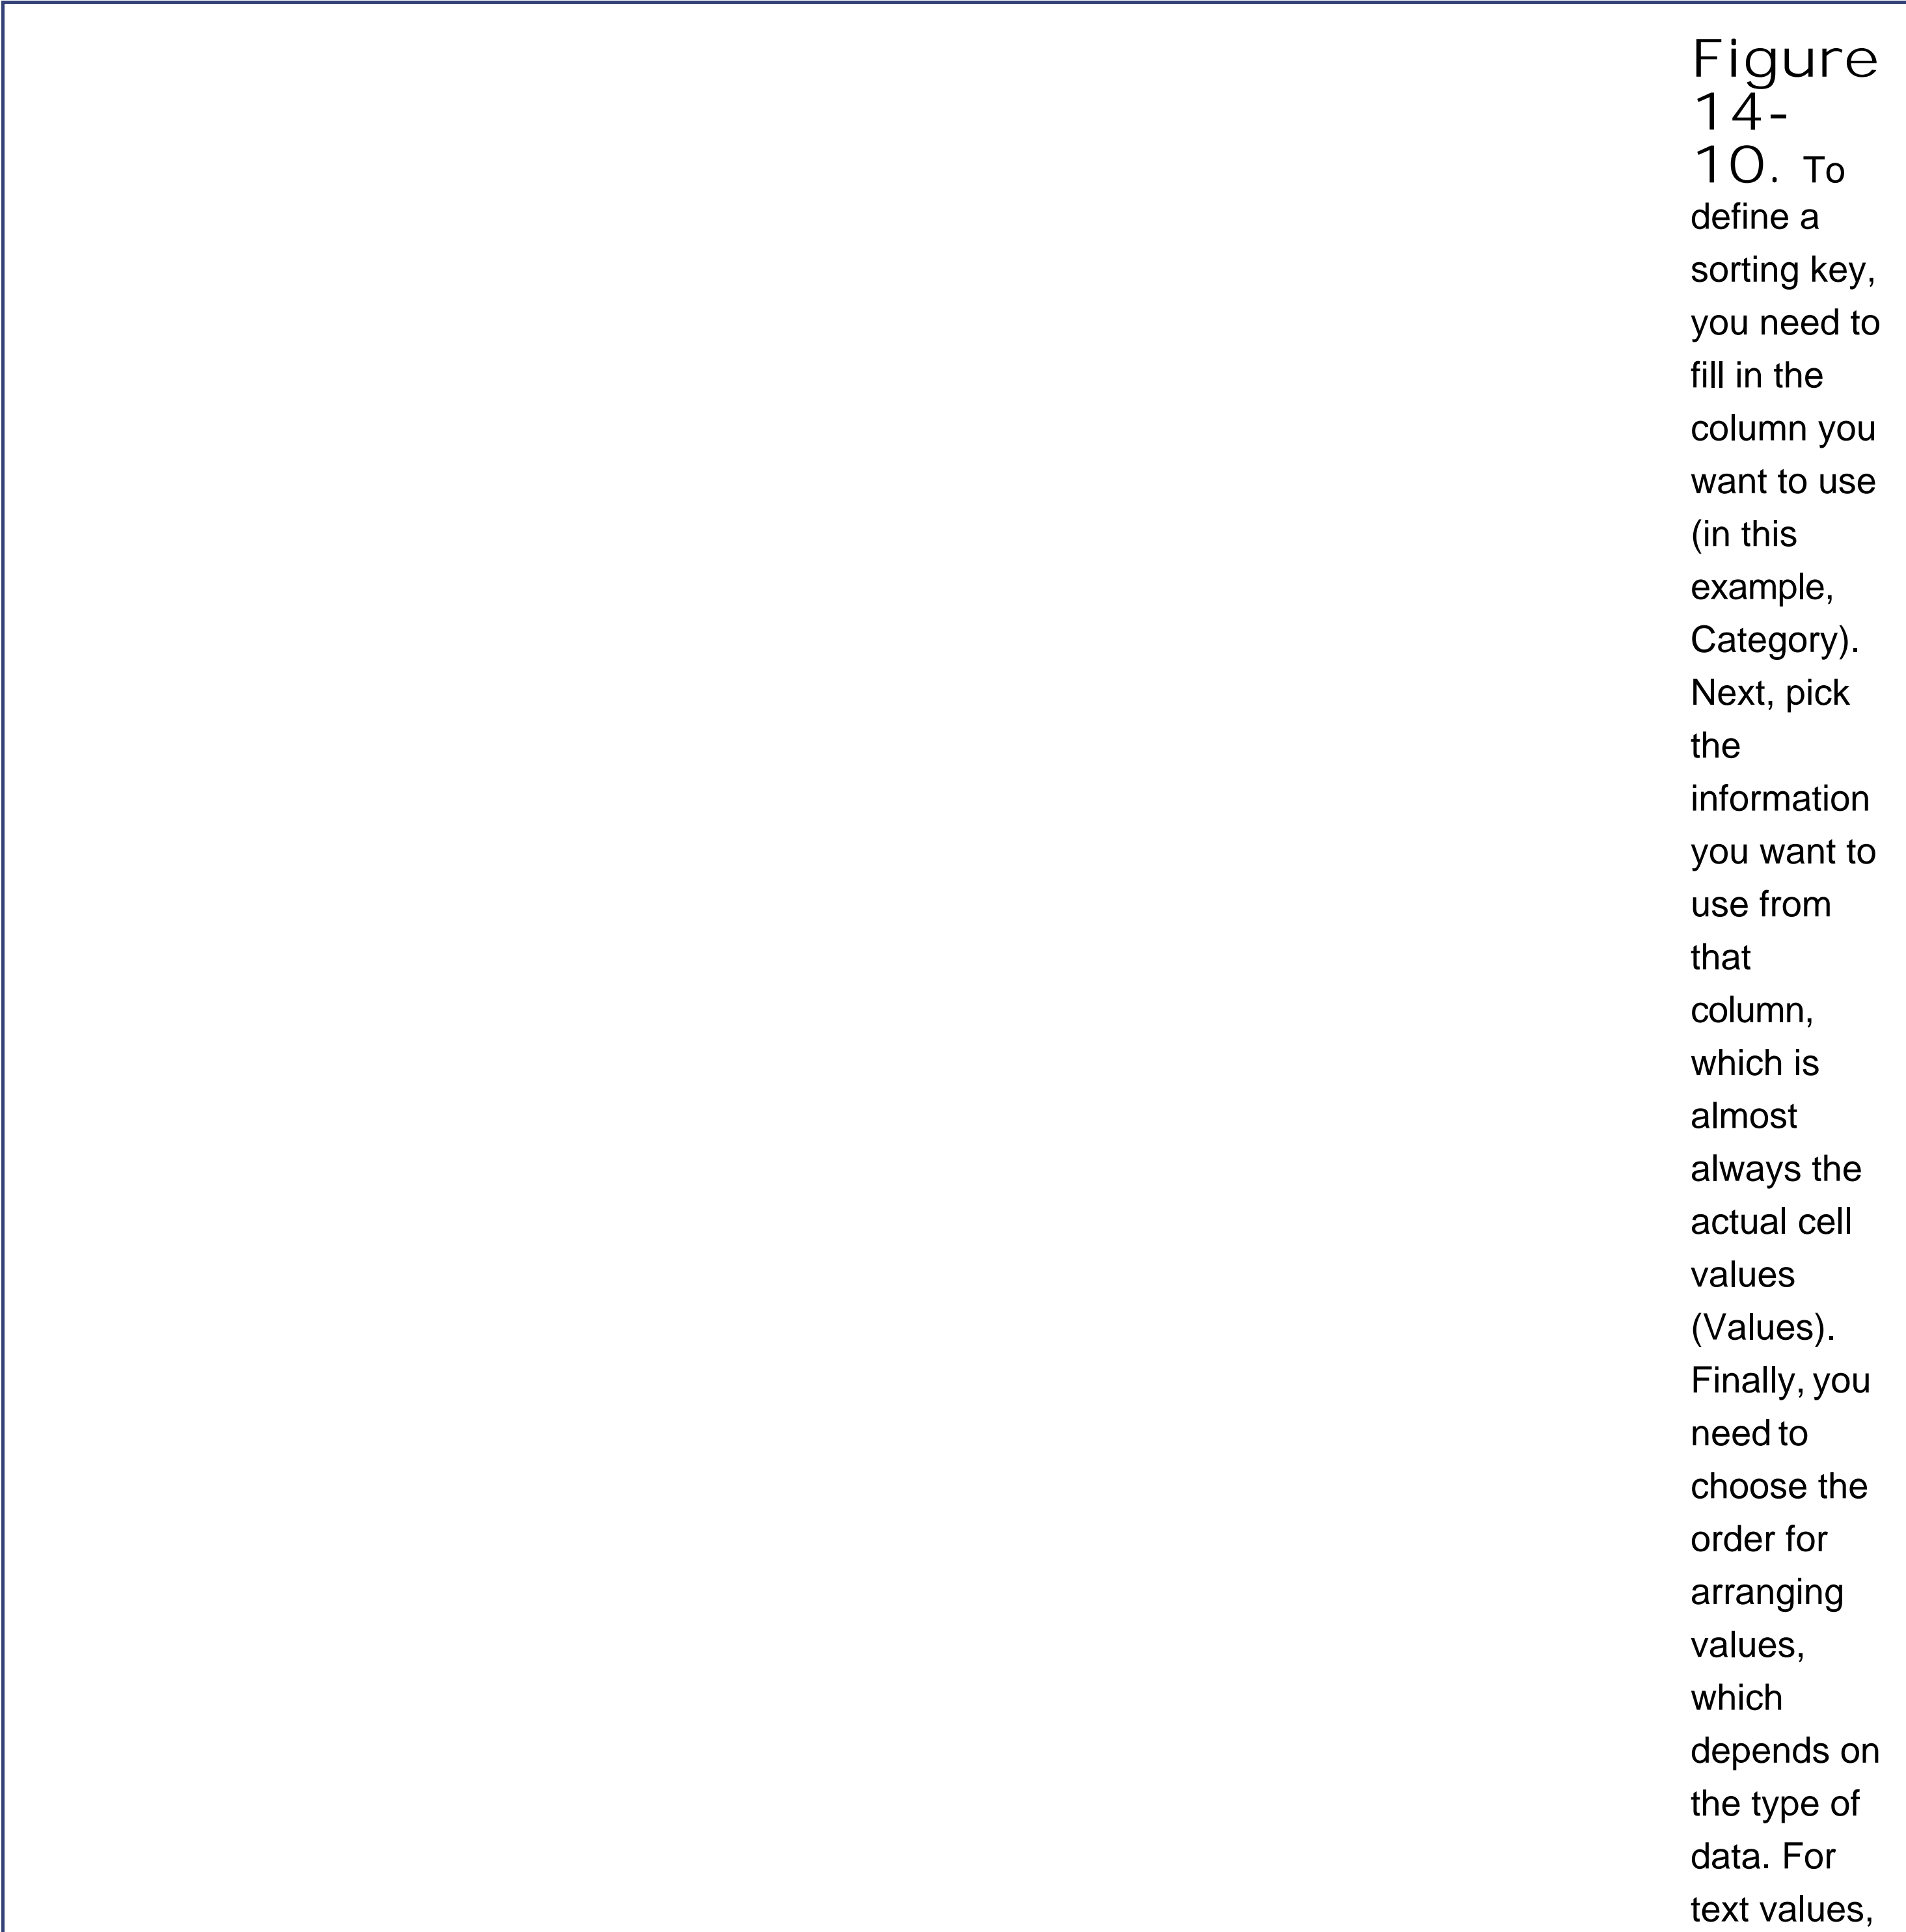 Figure
14-
10. To
define a
sorting key,
you need to
fill in the
column you
want to use
(in this
example,
Category).
Next, pick
the
information
you want to
use from
that
column,
which is
almost
always the
actual cell
values
(Values).
Finally, you
need to
choose the
order for
arranging
values,
which
depends on
the type of
data. For
text values,